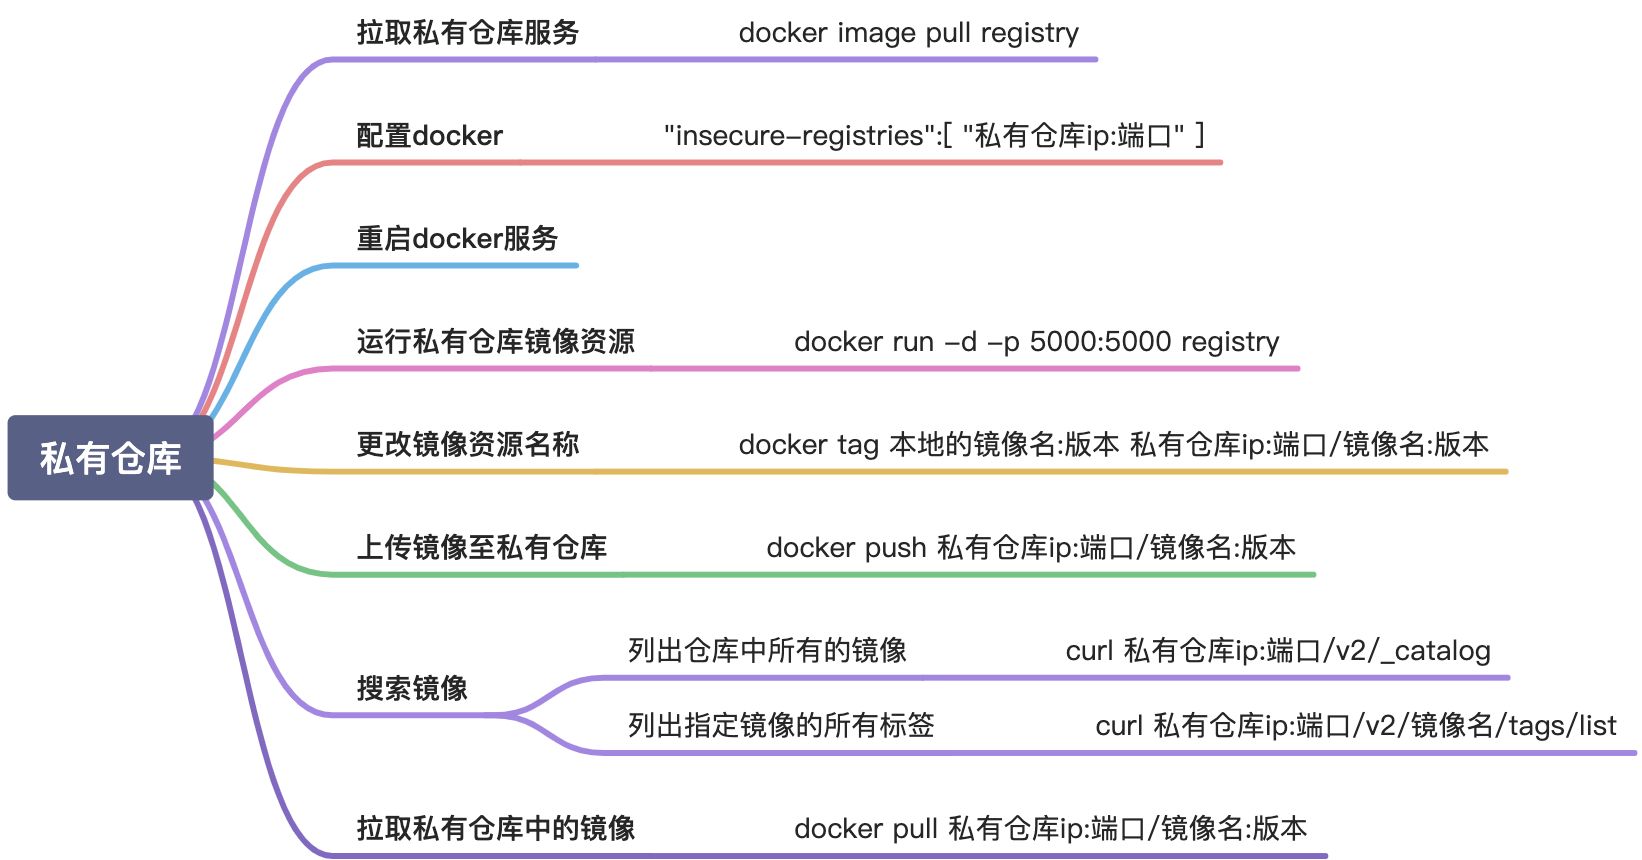 拉取私有仓库服务 docker image pull registry
配置docker "insecure-registries":[ "私有仓库ip:端口" ]
重启docker服务
运行私有仓库镜像资源 docker run -d -p 5000:5000 registry
私有仓库
更改镜像资源名称 docker tag 本地的镜像名:版本 私有仓库ip:端口/镜像名:版本
上传镜像至私有仓库 docker push 私有仓库ip:端口/镜像名:版本
搜索镜像
列出仓库中所有的镜像 curl 私有仓库ip:端口/v2/_catalog
列出指定镜像的所有标签 curl 私有仓库ip:端口/v2/镜像名/tags/list
拉取私有仓库中的镜像 docker pull 私有仓库ip:端口/镜像名:版本